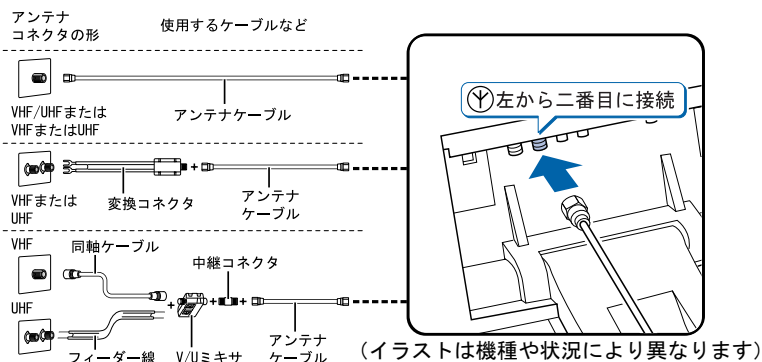 アンテナ
コネクタの形
使用するケーブルなど
VHF/UHFまたは
VHFまたはUHF
アンテナケーブル
VHFまたは
UHF
変換コネクタ
+
アンテナ
ケーブル
VHF
同軸ケーブル
中継コネクタ
UHF
+
+
+
フィーダー線
V/Uミキサ
アンテナ
ケーブル
左から二番目に接続
(イラストは機種や状況により異なります)